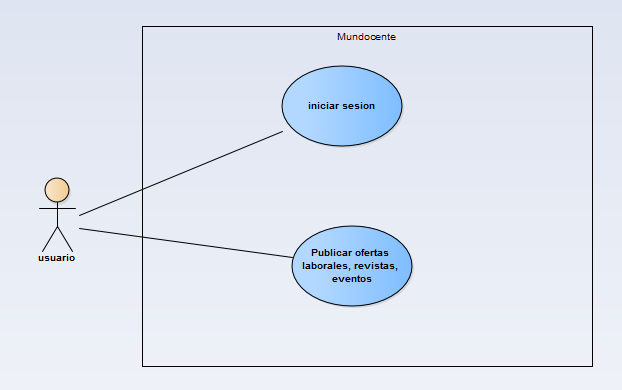 Mundocente
iniciar sesion
usuario
Publicar ofertas
laborales, revistas,
eventos